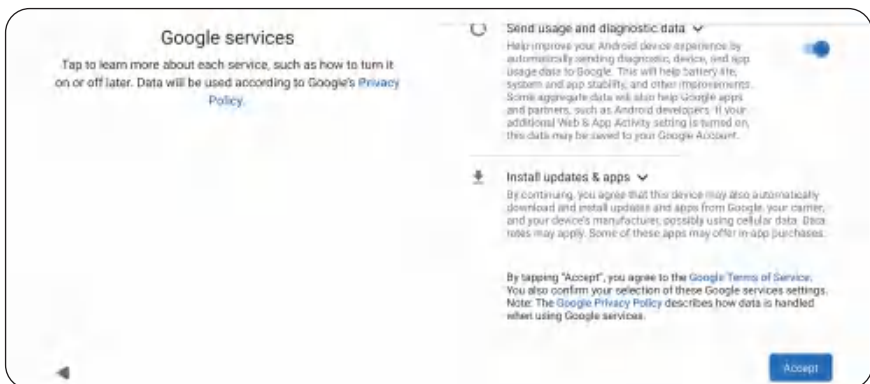 Google services
Tap to learn more about each service, such as how to turn it
on or off later. Data will be used according to Google's Privacy
Policy.
Send usage and diagnostic data
Help improve your Android device experience by
automatically sending diagnostic, device, and app
usage data to Google. This will help battery life,
system and app stability, and other improvements.
Some aggregate data will also help Google apps
and partners, such as Android developers. If your
additional Web & App Activity setting is turned on,
this data may be saved to your Google Account.
Install updates & apps
By continuing, you agree that this device may also automatically
download and install updates and apps from Google, your carrier,
and your device's manufacturer, possibly using cellular data. Data
rates may apply. Some of these apps may offer in-app purchases.
By tapping "Accept", you agree to the Google Terms of Service.
You also confirm your selection of these Google services settings.
Note: The Google Privacy Policy describes how data is handled
when using Google services.
Accept